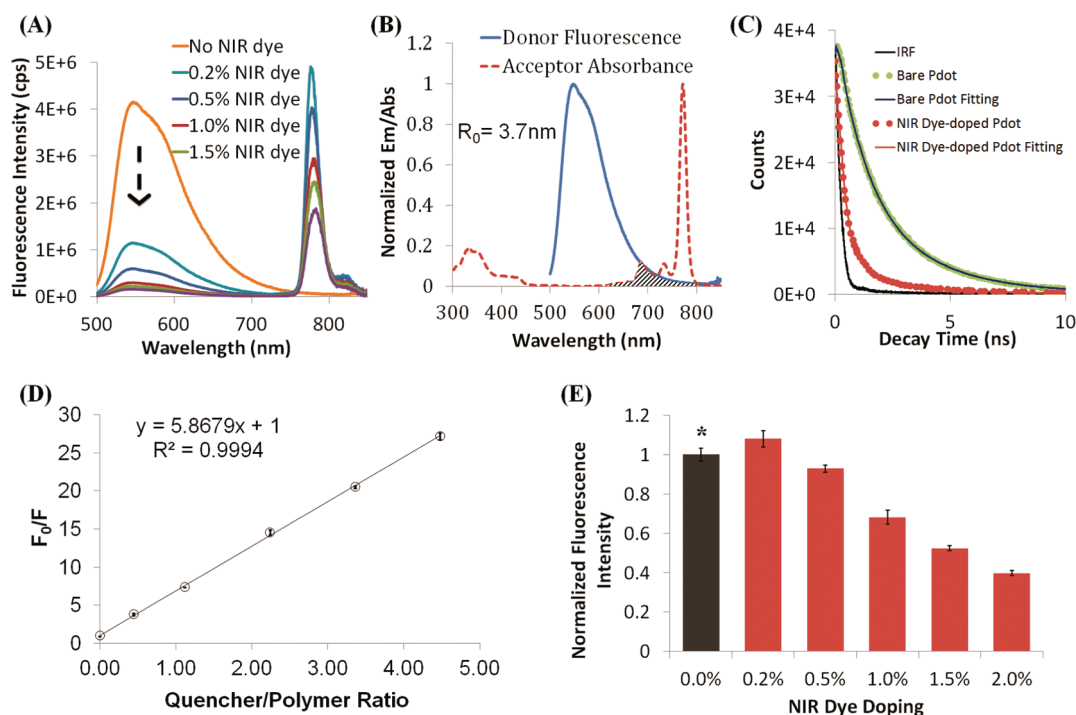 (A)
No NIR dye
0.2% NIR dye
0.5% NIR dye
1.0% NIR dye
1.5% NIR dye
6E+6
5E+6
4E+6
3E+6
2E+6
1E+6
0E+0
500 600 700 800
Fluorescence Intensity (cps)
Wavelength (nm)
(B)
Donor Fluorescence
Acceptor Absorbance
R0= 3.7nm
1.2
1
0.8
0.6
0.4
0.2
0
300 400 500 600 700 800
Normalized Em/Abs
Wavelength (nm)
(C)
IRF
Bare Pdot
Bare Pdot Fitting
NIR Dye-doped Pdot
NIR Dye-doped Pdot Fitting
4E+4
3E+4
2E+4
1E+4
0E+0
0 5 10
Counts
Decay Time (ns)
(D)
y = 5.8679x + 1
R² = 0.9994
30
25
20
15
10
5
0
0.00 1.00 2.00 3.00 4.00 5.00
F0/F
Quencher/Polymer Ratio
(E)
*
1.2
1
0.8
0.6
0.4
0.2
0
0.0% 0.2% 0.5% 1.0% 1.5% 2.0%
Normalized Fluorescence
Intensity
NIR Dye Doping